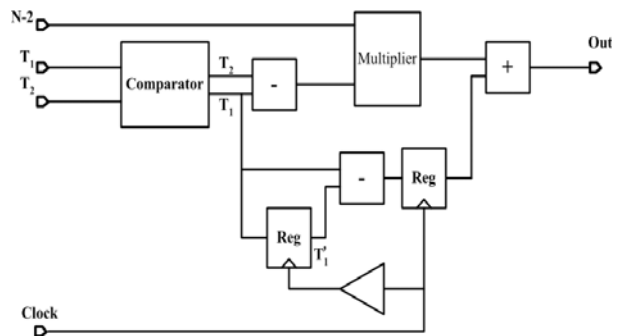 N-2
Out
T₁
T₂
Comparator
T₂
T₁
-
Multiplier
+
-
Reg
Reg
T₁'
Clock